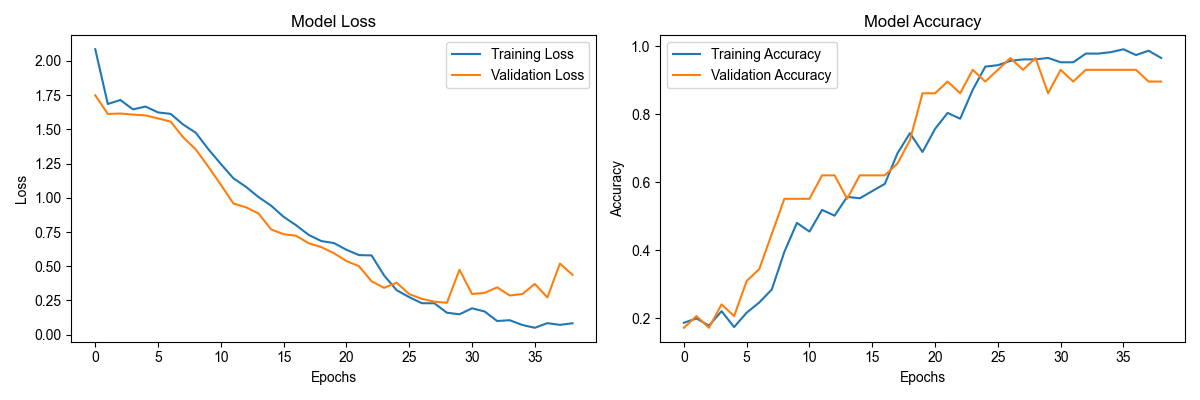 Model Loss
Training Loss
Validation Loss
2.00
1.75
1.50
1.25
1.00
0.75
0.50
0.25
0.00
Loss
0 5 10 15 20 25 30 35
Epochs
Model Accuracy
Training Accuracy
Validation Accuracy
1.0
0.8
0.6
0.4
0.2
Accuracy
0 5 10 15 20 25 30 35
Epochs